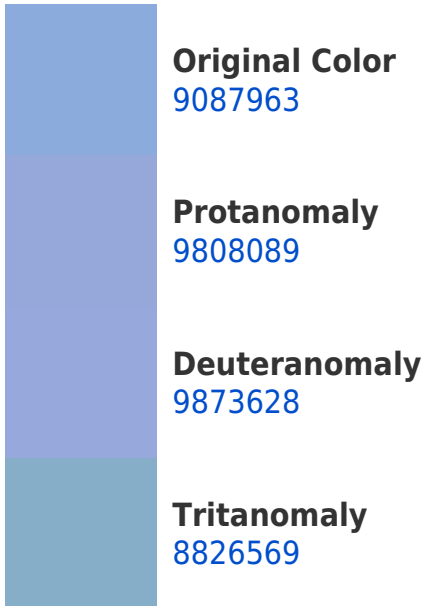 Original Color
9087963
Protanomaly
9808089
Deuteranomaly
9873628
Tritanomaly
8826569